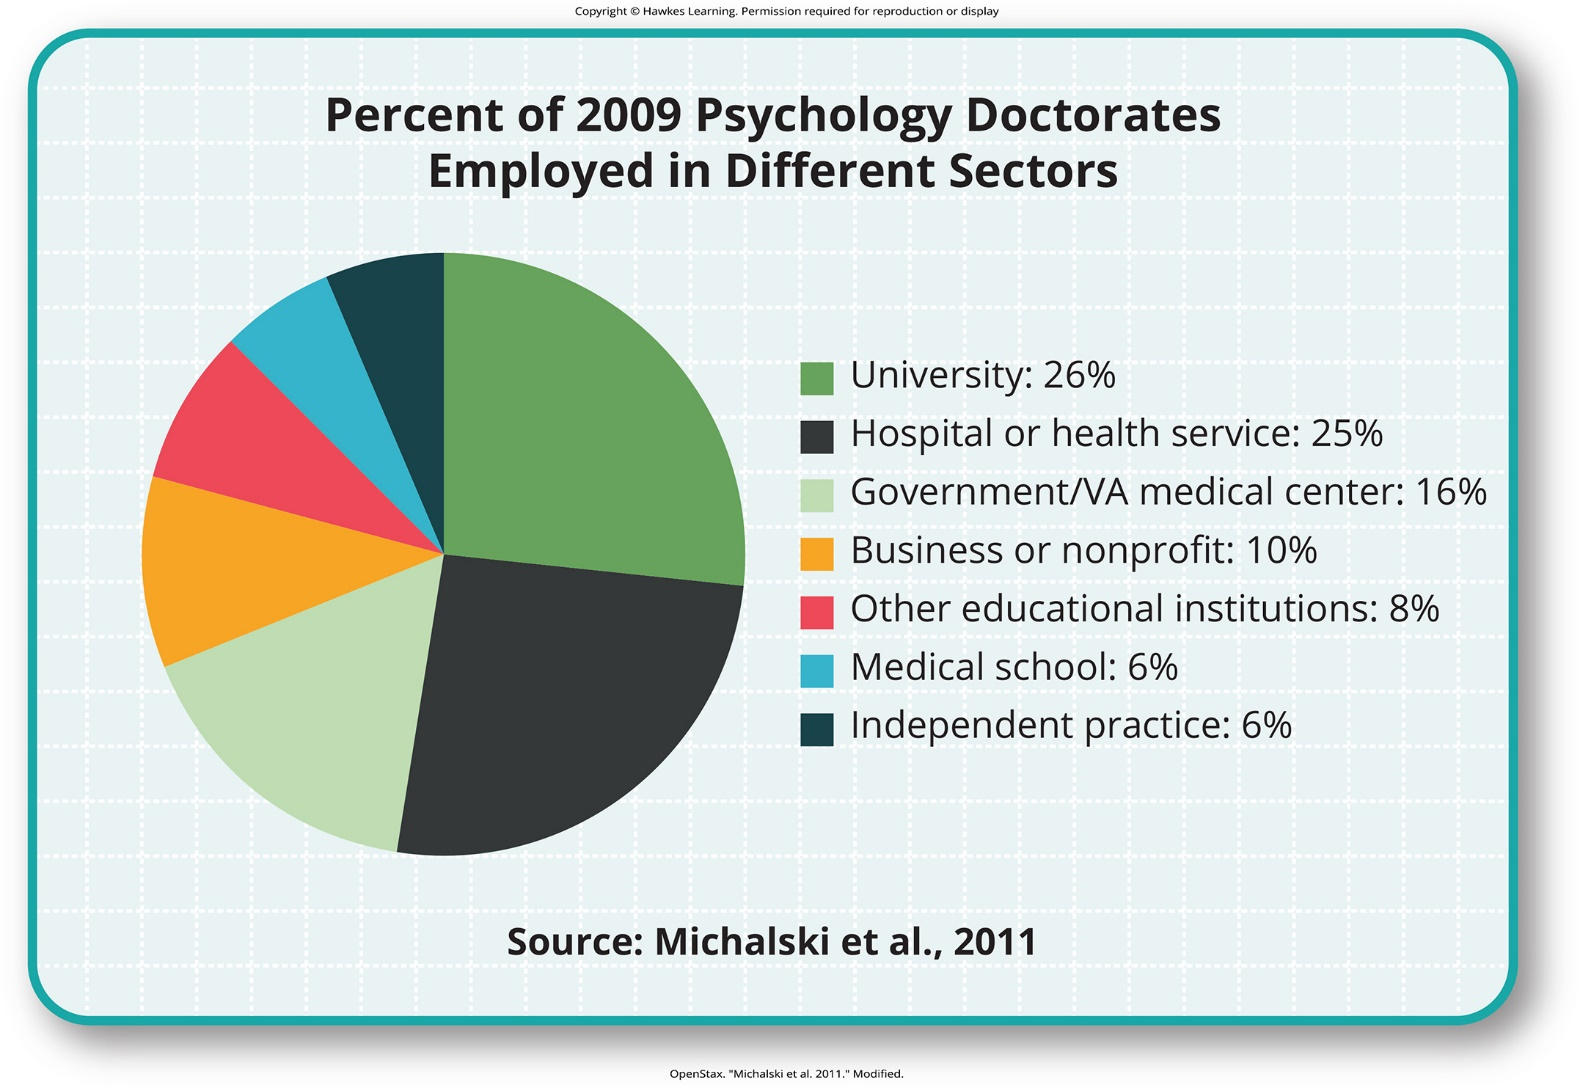 Copyright © Hawkes Learning. Permission required for reproduction or display
Percent of 2009 Psychology Doctorates
Employed in Different Sectors
University: 26%
Hospital or health service: 25%
Government/VA medical center: 16%
Business or nonprofit: 10%
Other educational institutions: 8%
Medical school: 6%
Independent practice: 6%
Source: Michalski et al., 2011
OpenStax. "Michalski et al. 2011." Modified.